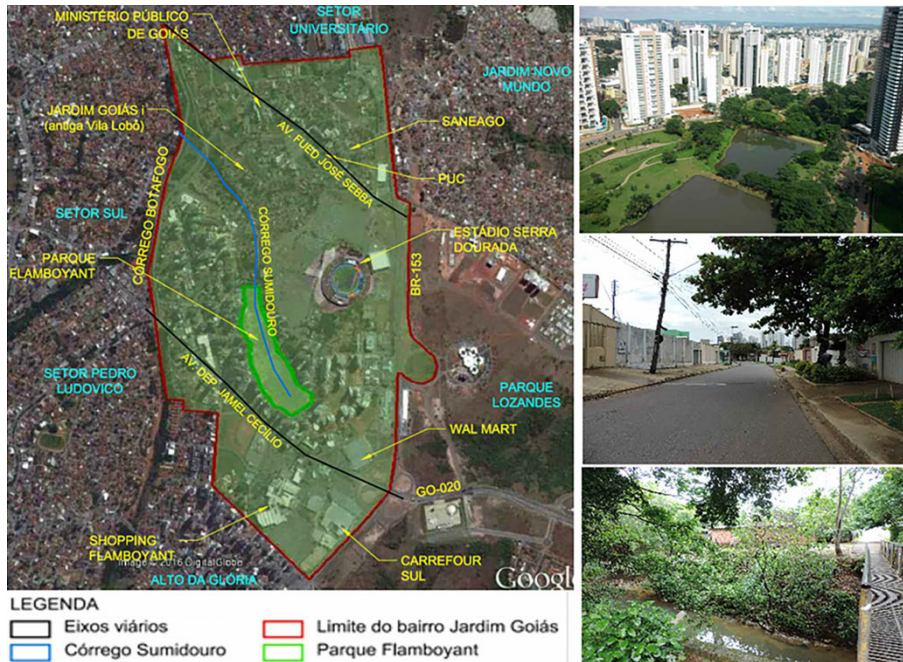 MINISTÉRIO PÚBLICO
DE GOIÁS
SETOR
UNIVERSITÁRIO
JARDIM NOVO
MUNDO
JARDIM GOIÁS i
(antiga Vila Lobó)
SANEAGO
AV. FUED JOSÉ SEBBA
PUC
CÓRREGO BOTAFOGO
SETOR SUL
CÓRREGO SUMIDOURO
ESTÁDIO SERRA
DOURADA
BR-153
PARQUE
FLAMBOYANT
SETOR PEDRO
LUDOVICO
AV. DEP. JAMEL CECÍLIO
PARQUE
LOZANDES
WAL MART
GO-020
SHOPPING
FLAMBOYANT
CARREFOUR
SUL
Image © 2016 DigitalGlobe
ALTO DA GLÓRIA
Google
LEGENDA
Eixos viários
Limite do bairro Jardim Goiás
Córrego Sumidouro
Parque Flamboyant